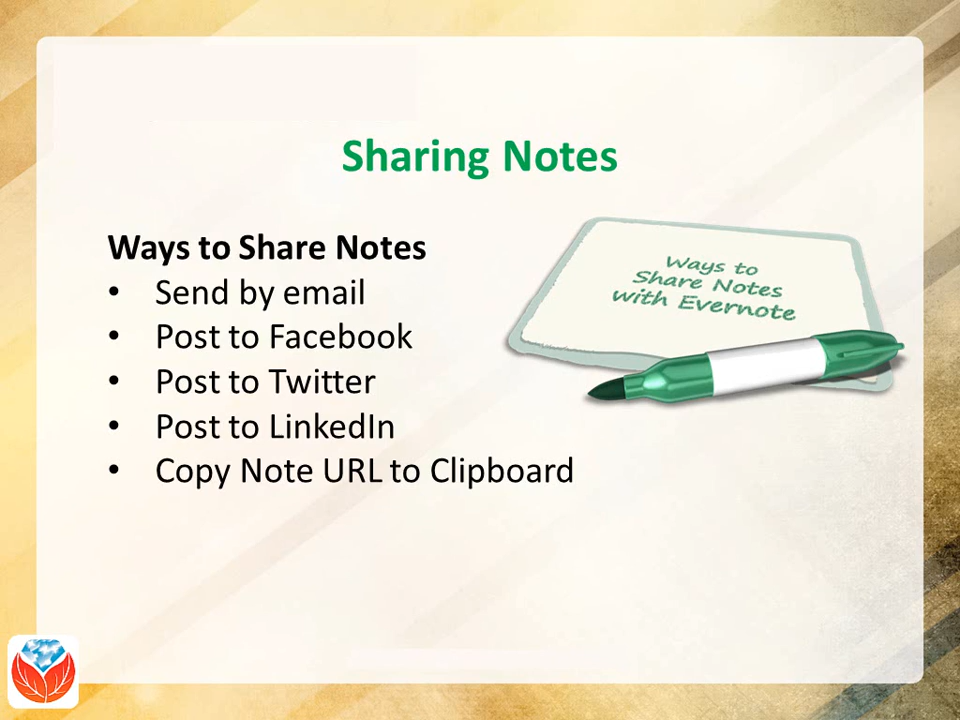 Sharing Notes
Ways to Share Notes
• Send by email
• Post to Facebook
• Post to Twitter
• Post to LinkedIn
• Copy Note URL to Clipboard
Ways to
Share Notes
with Evernote